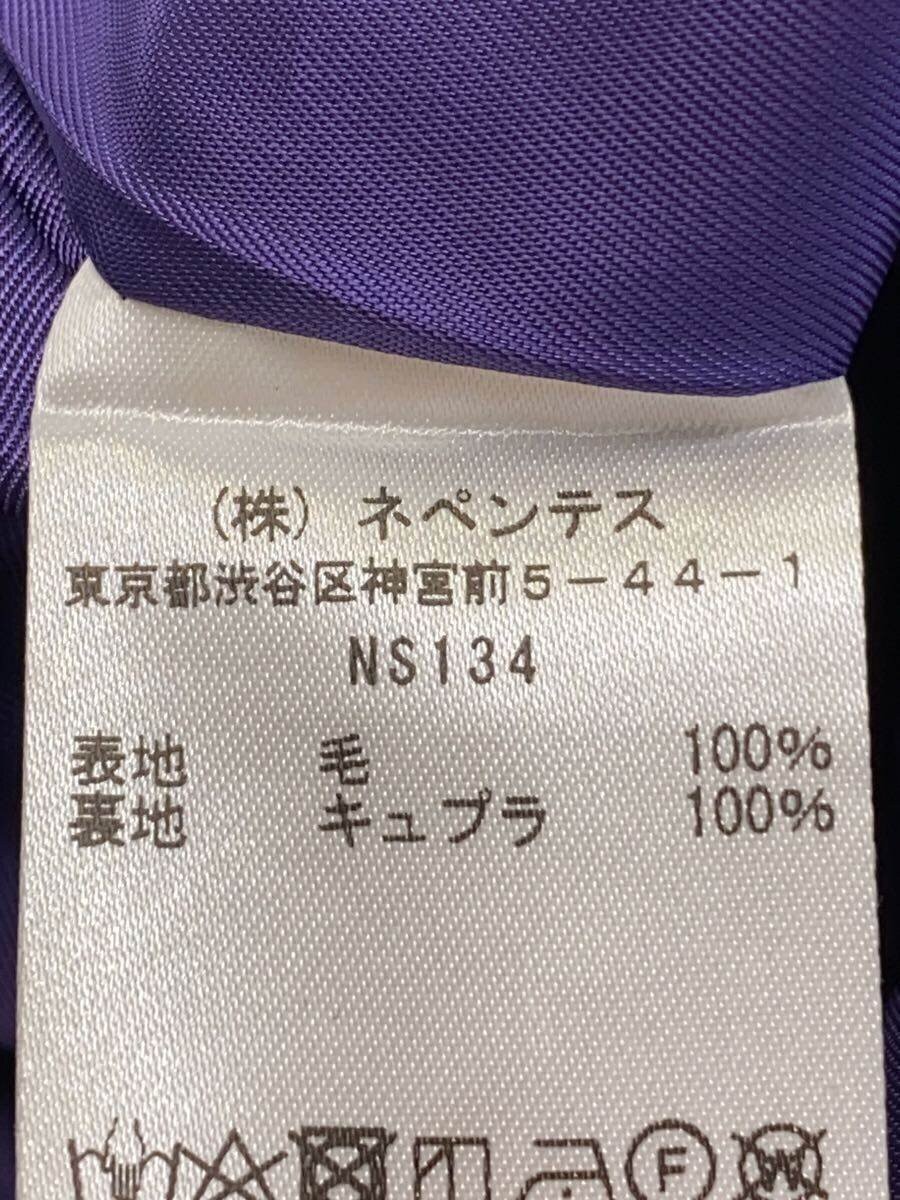 (株) ネペンテス
東京都渋谷区神宮前5-44-1
NS134
表地 毛 100%
裏地 キュプラ 100%
F
W